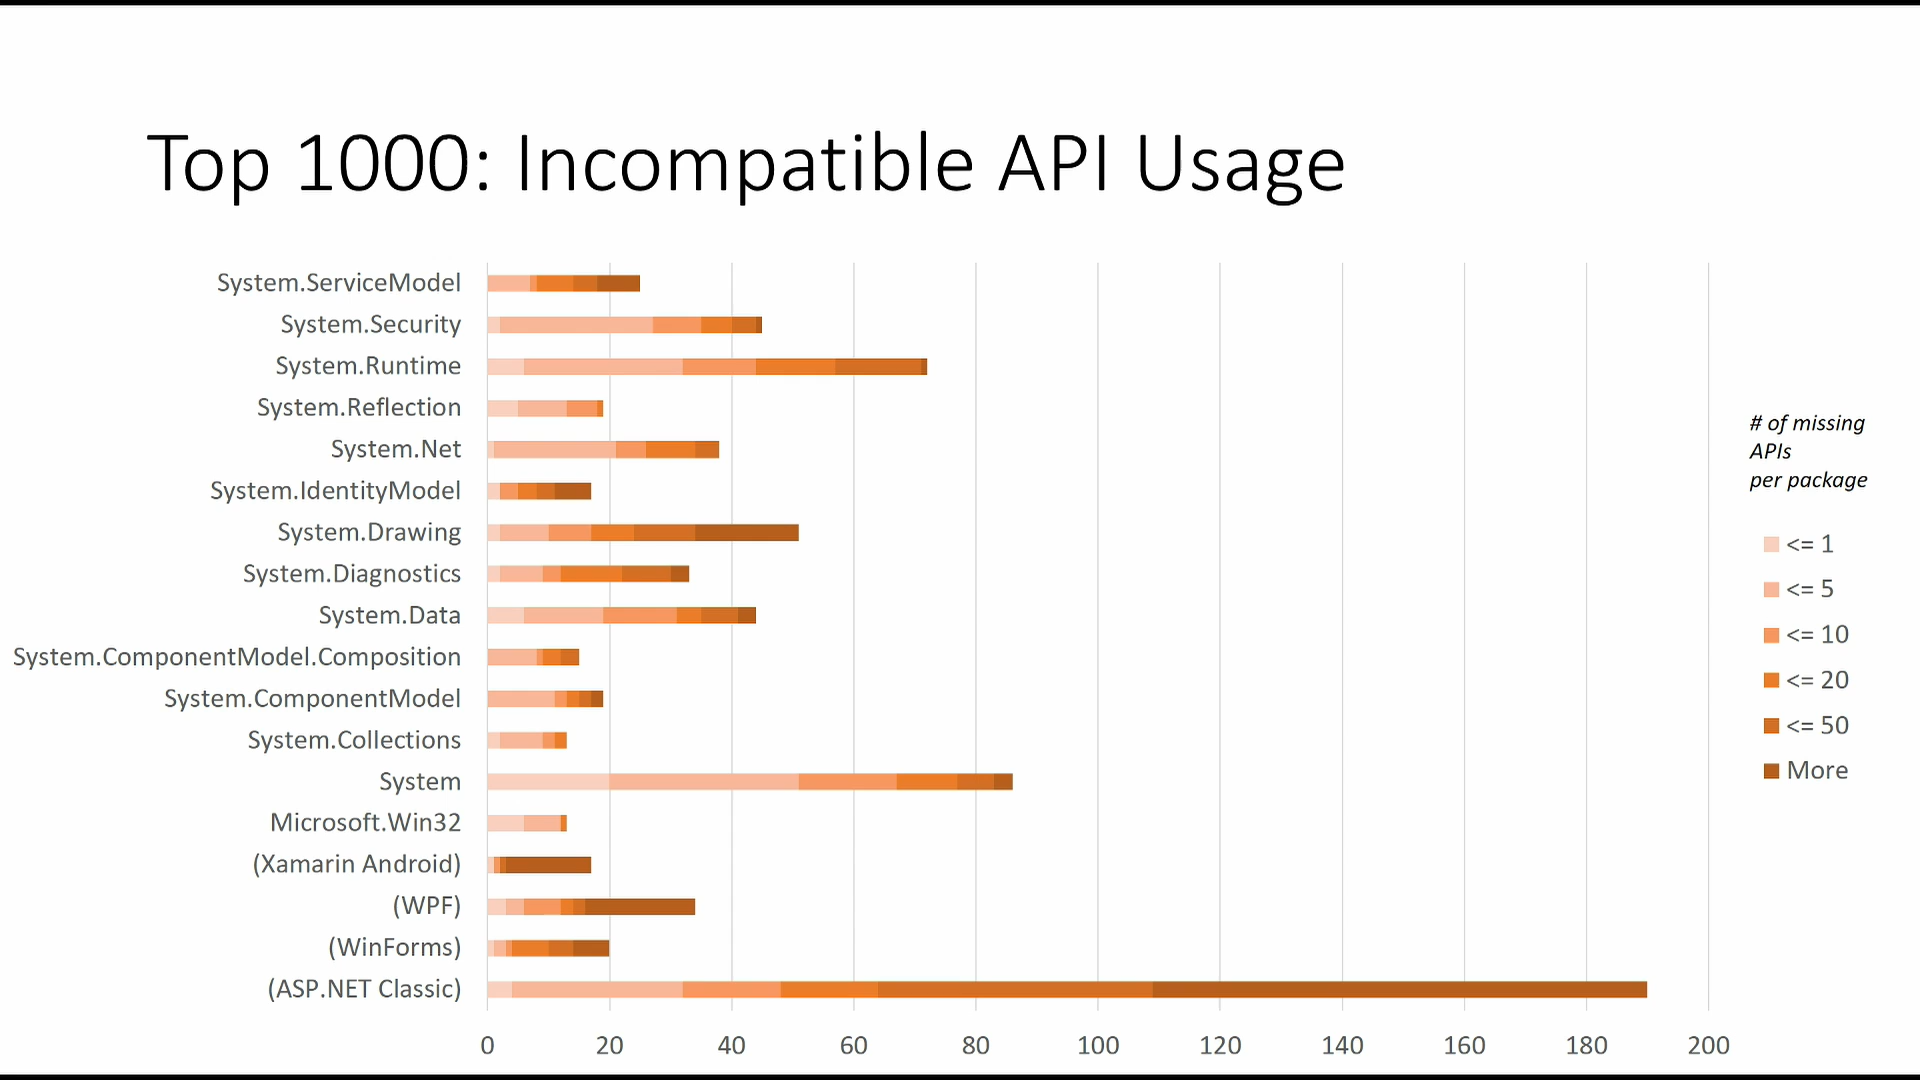 Top 1000: Incompatible API Usage
System.ServiceModel
System.Security
System.Runtime
System.Reflection
System.Net
System.IdentityModel
System.Drawing
System.Diagnostics
System.Data
System.ComponentModel.Composition
System.ComponentModel
System.Collections
System
Microsoft.Win32
(Xamarin Android)
(WPF)
(WinForms)
(ASP.NET Classic)
0 20 40 60 80 100 120 140 160 180 200
# of missing
APIs
per package
<= 1
<= 5
<= 10
<= 20
<= 50
More